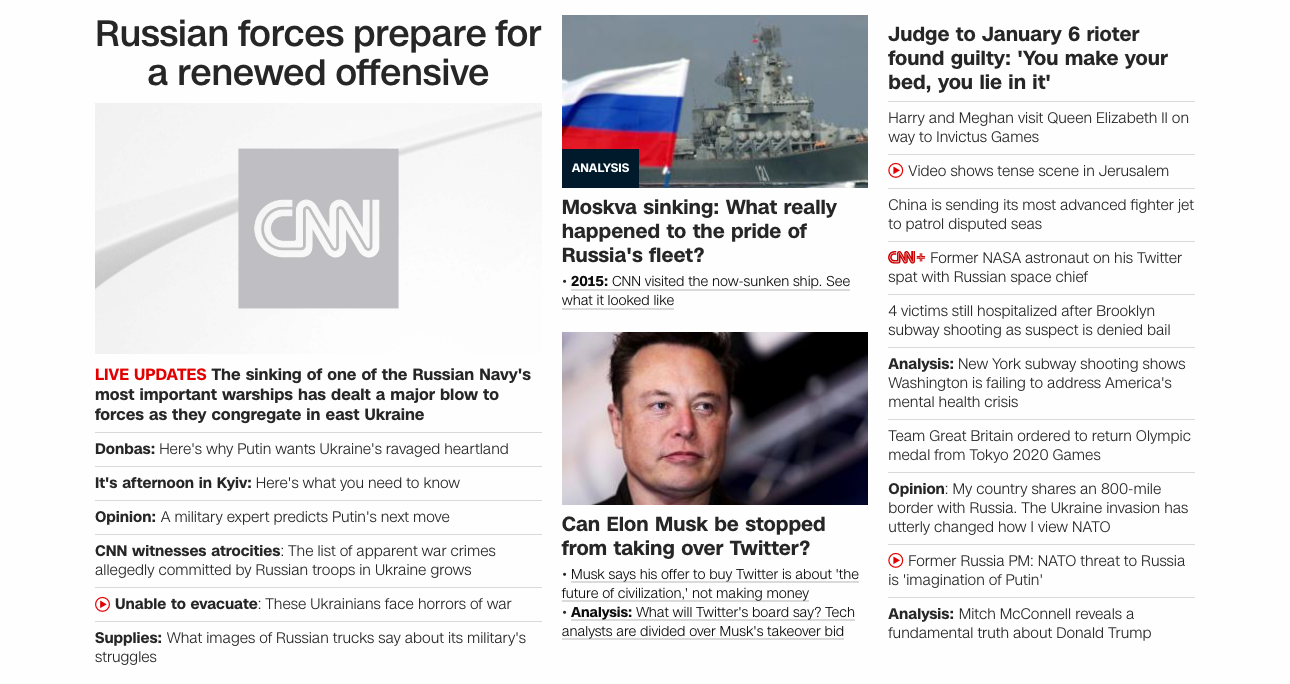 Russian forces prepare for
a renewed offensive
CNN
LIVE UPDATES The sinking of one of the Russian Navy's
most important warships has dealt a major blow to
forces as they congregate in east Ukraine
Donbas: Here's why Putin wants Ukraine's ravaged heartland
It's afternoon in Kyiv: Here's what you need to know
Opinion: A military expert predicts Putin's next move
CNN witnesses atrocities: The list of apparent war crimes
allegedly committed by Russian troops in Ukraine grows
Unable to evacuate: These Ukrainians face horrors of war
Supplies: What images of Russian trucks say about its military's
struggles
121
ANALYSIS
Moskva sinking: What really
happened to the pride of
Russia's fleet?
• 2015: CNN visited the now-sunken ship. See
what it looked like
Can Elon Musk be stopped
from taking over Twitter?
• Musk says his offer to buy Twitter is about 'the
future of civilization,' not making money
• Analysis: What will Twitter's board say? Tech
analysts are divided over Musk's takeover bid
Judge to January 6 rioter
found guilty: 'You make your
bed, you lie in it'
Harry and Meghan visit Queen Elizabeth II on
way to Invictus Games
Video shows tense scene in Jerusalem
China is sending its most advanced fighter jet
to patrol disputed seas
CNN+ Former NASA astronaut on his Twitter
spat with Russian space chief
4 victims still hospitalized after Brooklyn
subway shooting as suspect is denied bail
Analysis: New York subway shooting shows
Washington is failing to address America's
mental health crisis
Team Great Britain ordered to return Olympic
medal from Tokyo 2020 Games
Opinion: My country shares an 800-mile
border with Russia. The Ukraine invasion has
utterly changed how I view NATO
Former Russia PM: NATO threat to Russia
is 'imagination of Putin'
Analysis: Mitch McConnell reveals a
fundamental truth about Donald Trump